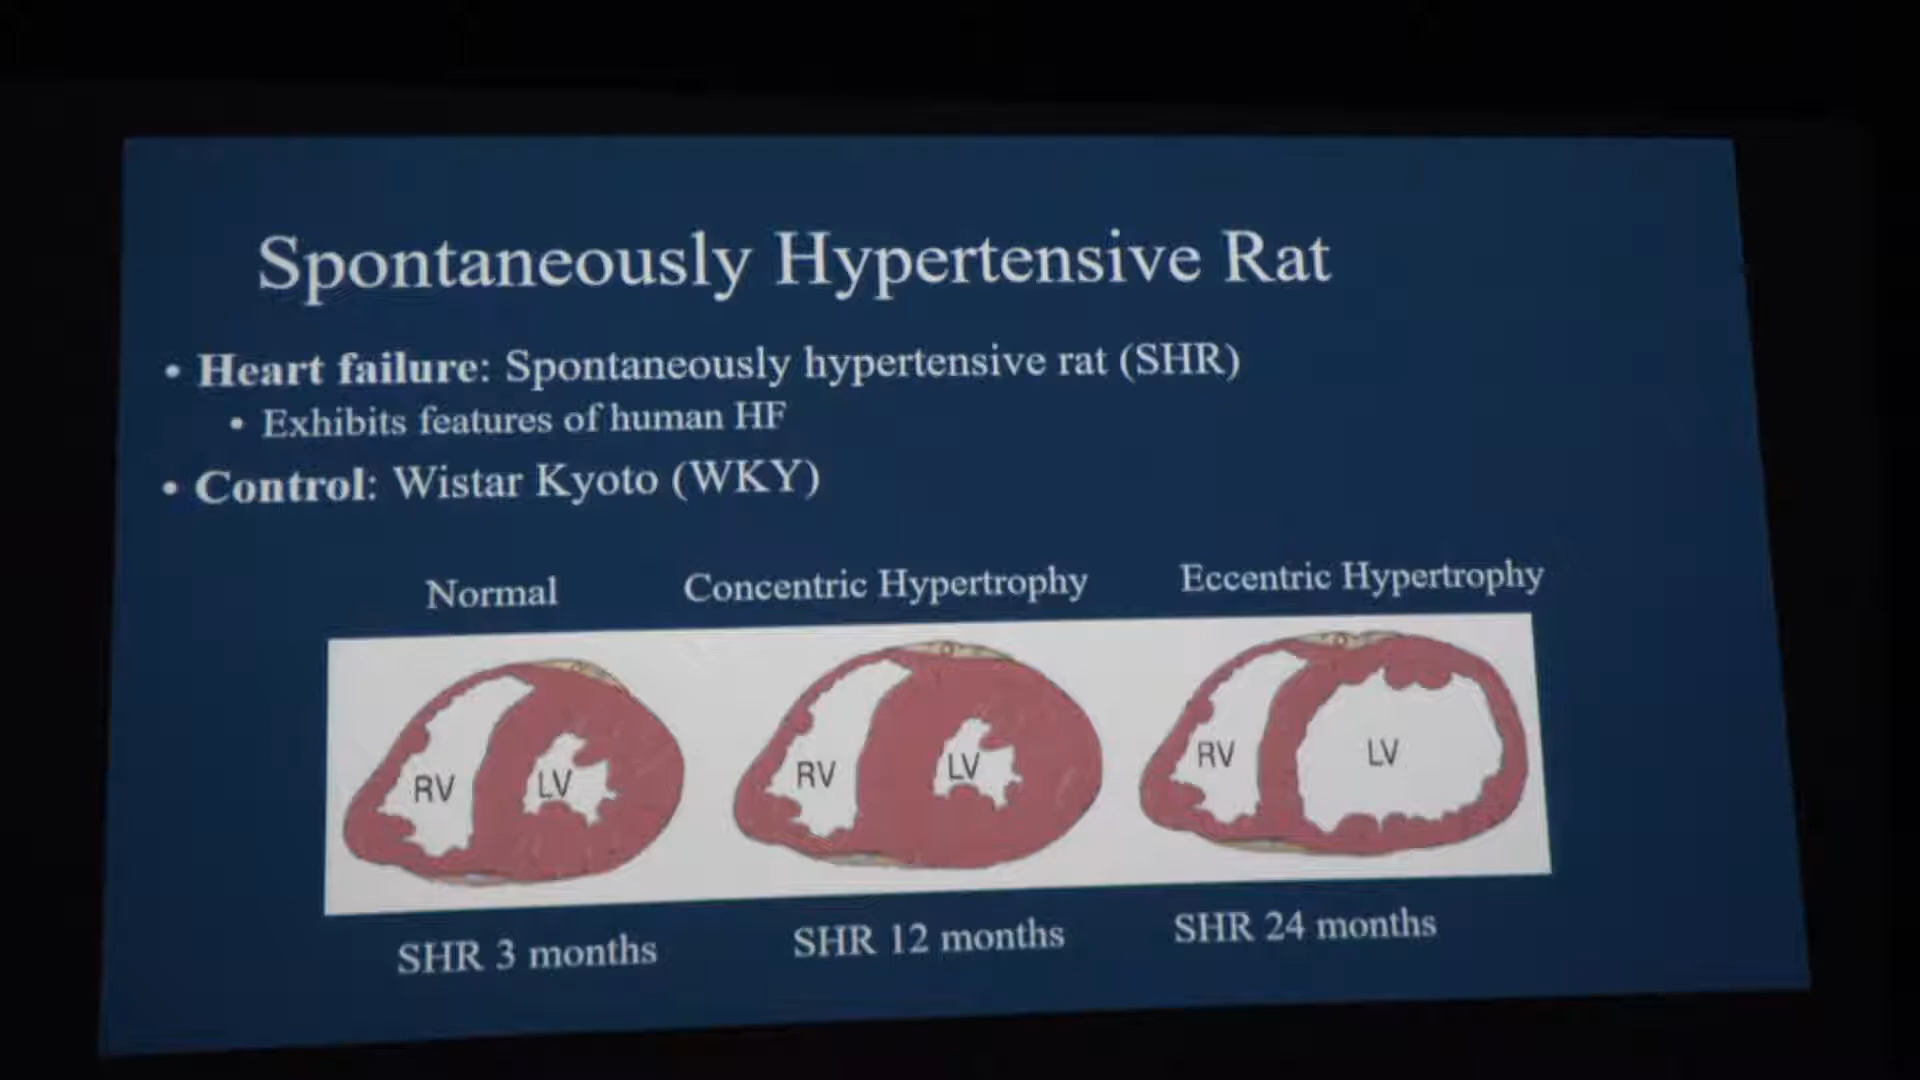 Spontaneously Hypertensive Rat
• Heart failure: Spontaneously hypertensive rat (SHR)
• Exhibits features of human HF
• Control: Wistar Kyoto (WKY)
Normal Concentric Hypertrophy Eccentric Hypertrophy
RV LV RV LV RV LV
SHR 3 months SHR 12 months SHR 24 months